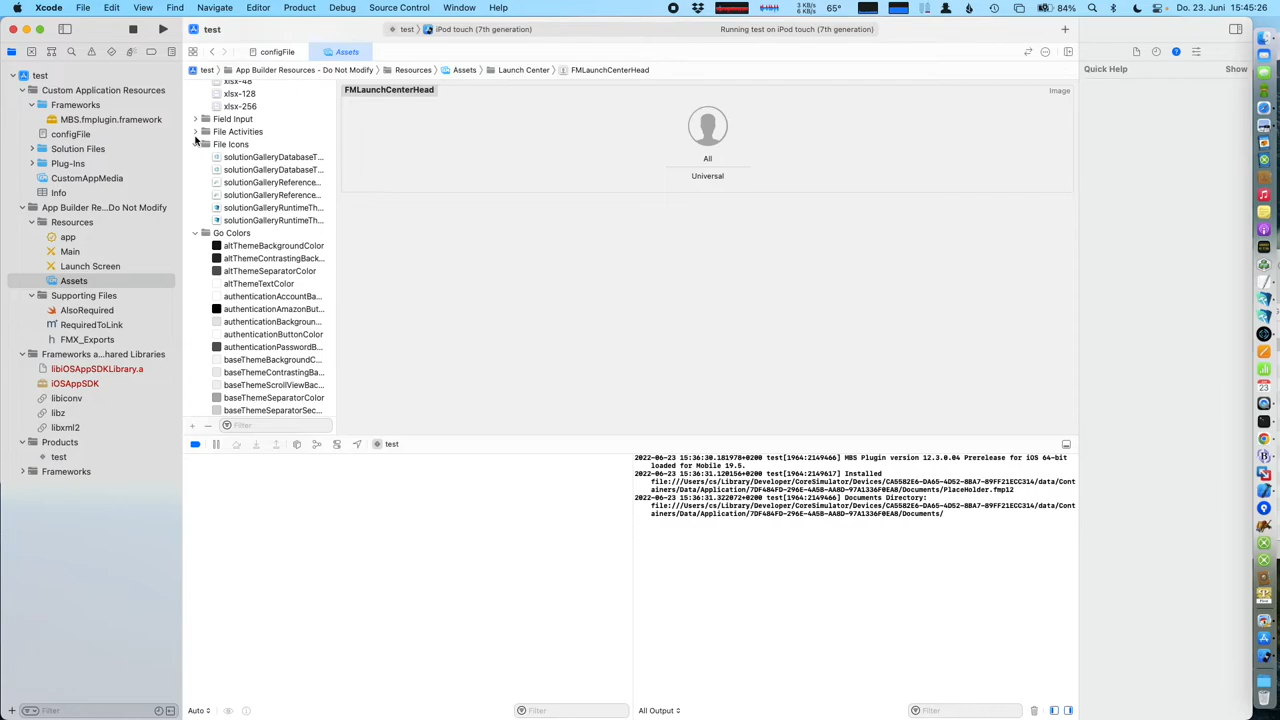 Xcode File Edit View Find Navigate Editor Product Debug Source Control Window Help
3 KB/s
6 KB/s
65°
84%
Do. 23. Juni 15:45:26
test
test 〉 iPod touch (7th generation)
Running test on iPod touch (7th generation)
configFile
Assets
test 〉 App Builder Resources - Do Not Modify 〉 Resources 〉 Assets 〉 Launch Center 〉 FMLaunchCenterHead
Quick Help
Show
test
Custom Application Resources
Frameworks
MBS.fmplugin.framework
configFile
Solution Files
Plug-Ins
CustomAppMedia
Info
App Builder Re...Do Not Modify
Resources
app
Main
Launch Screen
Assets
Supporting Files
AlsoRequired
RequiredToLink
FMX_Exports
Frameworks a...hared Libraries
libiOSAppSDKLibrary.a
iOSAppSDK
libiconv
libz
libxml2
Products
test
Frameworks
Filter
xlsx-48
xlsx-128
xlsx-256
Field Input
File Activities
File Icons
solutionGalleryDatabaseT...
solutionGalleryDatabaseT...
solutionGalleryReference...
solutionGalleryReference...
solutionGalleryRuntimeTh...
solutionGalleryRuntimeTh...
Go Colors
altThemeBackgroundColor
altThemeContrastingBack...
altThemeSeparatorColor
altThemeTextColor
authenticationAccountBa...
authenticationAmazonBut...
authenticationBackgroun...
authenticationButtonColor
authenticationPasswordB...
baseThemeBackgroundC...
baseThemeContrastingBa...
baseThemeScrollViewBac...
baseThemeSeparatorColor
baseThemeSeparatorSec...
Filter
FMLaunchCenterHead
Image
All
Universal
test
2022-06-23 15:36:30.181978+0200 test[1964:2149466] MBS Plugin version 12.3.0.04 Prerelease for iOS 64-bit
loaded for Mobile 19.5.
2022-06-23 15:36:31.120156+0200 test[1964:2149617] Installed
file:///Users/cs/Library/Developer/CoreSimulator/Devices/CA5582E6-DA65-4D52-8BA7-89FF21ECC314/data/Cont
ainers/Data/Application/7DF484FD-296E-4A5B-AA8D-97A1336F0EA8/Documents/PlaceHolder.fmp12
2022-06-23 15:36:31.322072+0200 test[1964:2149466] Documents Directory:
file:///Users/cs/Library/Developer/CoreSimulator/Devices/CA5582E6-DA65-4D52-8BA7-89FF21ECC314/data/Cont
ainers/Data/Application/7DF484FD-296E-4A5B-AA8D-97A1336F0EA8/Documents/
Auto
Filter
All Output
Filter
23